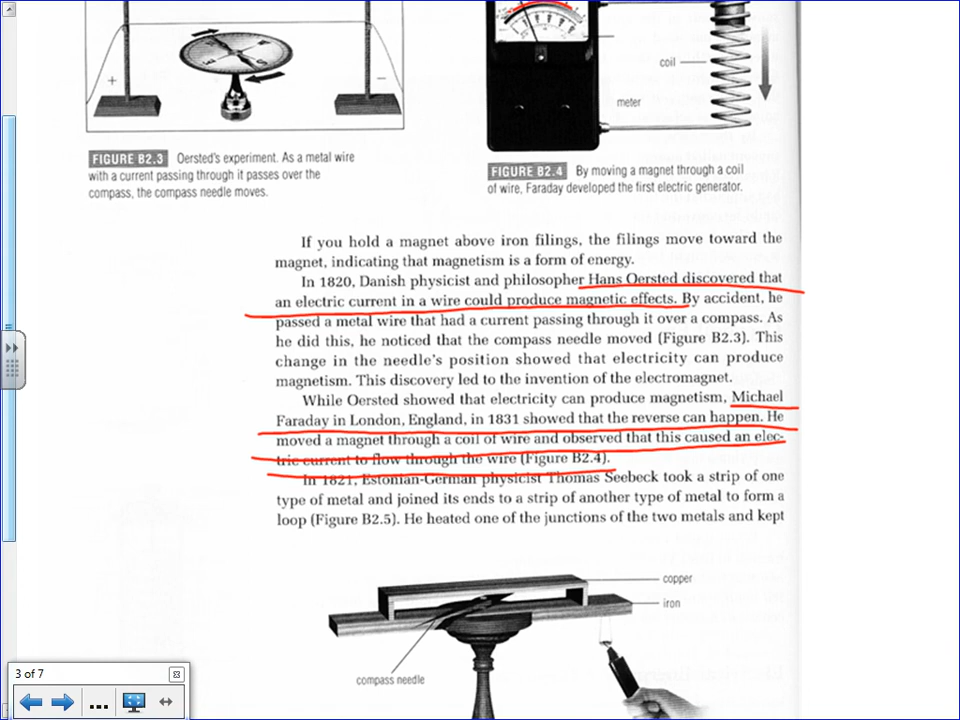 +
−
coil
meter
FIGURE B2.3 Oersted's experiment. As a metal wire
with a current passing through it passes over the
compass, the compass needle moves.
FIGURE B2.4 By moving a magnet through a coil
of wire, Faraday developed the first electric generator.
If you hold a magnet above iron filings, the filings move toward the
magnet, indicating that magnetism is a form of energy.
In 1820, Danish physicist and philosopher Hans Oersted discovered that
an electric current in a wire could produce magnetic effects. By accident, he
passed a metal wire that had a current passing through it over a compass. As
he did this, he noticed that the compass needle moved (Figure B2.3). This
change in the needle's position showed that electricity can produce
magnetism. This discovery led to the invention of the electromagnet.
While Oersted showed that electricity can produce magnetism, Michael
Faraday in London, England, in 1831 showed that the reverse can happen. He
moved a magnet through a coil of wire and observed that this caused an elec-
tric current to flow through the wire (Figure B2.4).
In 1821, Estonian-German physicist Thomas Seebeck took a strip of one
type of metal and joined its ends to a strip of another type of metal to form a
loop (Figure B2.5). He heated one of the junctions of the two metals and kept
copper
iron
compass needle
3 of 7